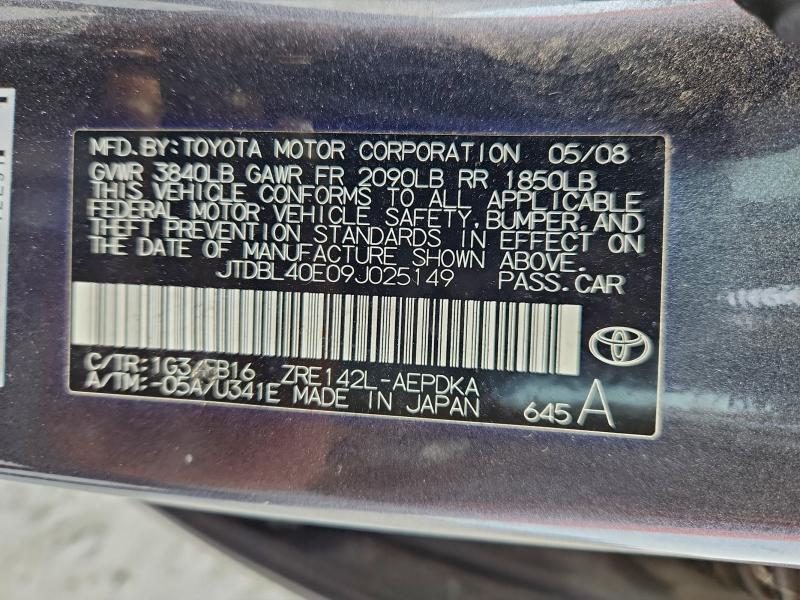 MFD.BY:TOYOTA MOTOR CORPORATION 05/08
GVWR 3840LB GAWR FR 2090LB RR 1850LB
THIS VEHICLE CONFORMS TO ALL APPLICABLE
FEDERAL MOTOR VEHICLE SAFETY,BUMPER,AND
THEFT PREVENTION STANDARDS IN EFFECT ON
THE DATE OF MANUFACTURE SHOWN ABOVE.
JTDBL40E09J025149 PASS.CAR
C/TR:1G3/FB16 ZRE142L-AEPDKA
A/TM:-05A/U341E MADE IN JAPAN 645 A